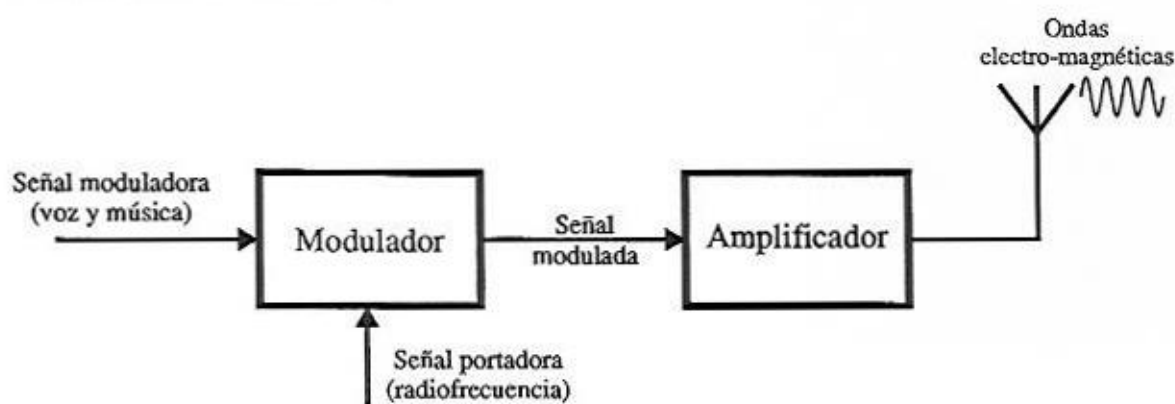 Ondas
electro-magnéticas
Señal moduladora
(voz y música)
Modulador
Señal
modulada
Amplificador
Señal portadora
(radiofrecuencia)